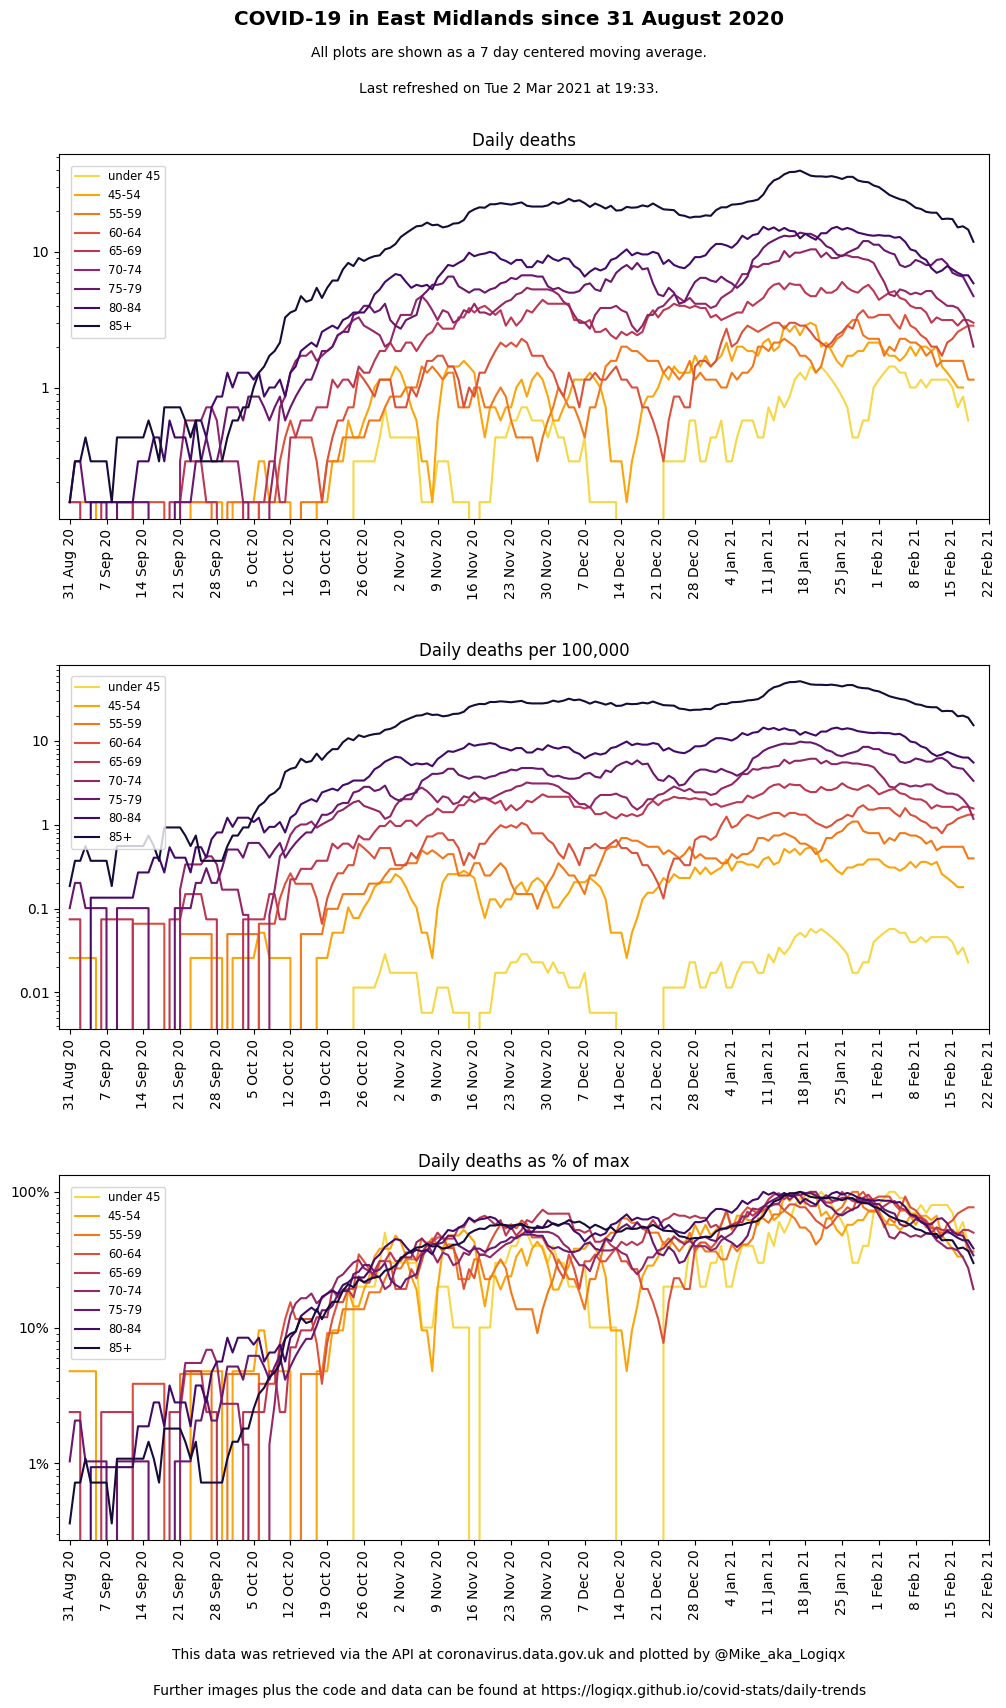 COVID-19 in East Midlands since 31 August 2020
All plots are shown as a 7 day centered moving average.
Last refreshed on Tue 2 Mar 2021 at 19:33.
Daily deaths
under 45
45-54
55-59
60-64
65-69
70-74
75-79
80-84
85+
10
1
31 Aug 20
7 Sep 20
14 Sep 20
21 Sep 20
28 Sep 20
5 Oct 20
12 Oct 20
19 Oct 20
26 Oct 20
2 Nov 20
9 Nov 20
16 Nov 20
23 Nov 20
30 Nov 20
7 Dec 20
14 Dec 20
21 Dec 20
28 Dec 20
4 Jan 21
11 Jan 21
18 Jan 21
25 Jan 21
1 Feb 21
8 Feb 21
15 Feb 21
22 Feb 21
Daily deaths per 100,000
under 45
45-54
55-59
60-64
65-69
70-74
75-79
80-84
85+
10
1
0.1
0.01
31 Aug 20
7 Sep 20
14 Sep 20
21 Sep 20
28 Sep 20
5 Oct 20
12 Oct 20
19 Oct 20
26 Oct 20
2 Nov 20
9 Nov 20
16 Nov 20
23 Nov 20
30 Nov 20
7 Dec 20
14 Dec 20
21 Dec 20
28 Dec 20
4 Jan 21
11 Jan 21
18 Jan 21
25 Jan 21
1 Feb 21
8 Feb 21
15 Feb 21
22 Feb 21
Daily deaths as % of max
under 45
45-54
55-59
60-64
65-69
70-74
75-79
80-84
85+
100%
10%
1%
31 Aug 20
7 Sep 20
14 Sep 20
21 Sep 20
28 Sep 20
5 Oct 20
12 Oct 20
19 Oct 20
26 Oct 20
2 Nov 20
9 Nov 20
16 Nov 20
23 Nov 20
30 Nov 20
7 Dec 20
14 Dec 20
21 Dec 20
28 Dec 20
4 Jan 21
11 Jan 21
18 Jan 21
25 Jan 21
1 Feb 21
8 Feb 21
15 Feb 21
22 Feb 21
This data was retrieved via the API at coronavirus.data.gov.uk and plotted by @Mike_aka_Logiqx
Further images plus the code and data can be found at https://logiqx.github.io/covid-stats/daily-trends